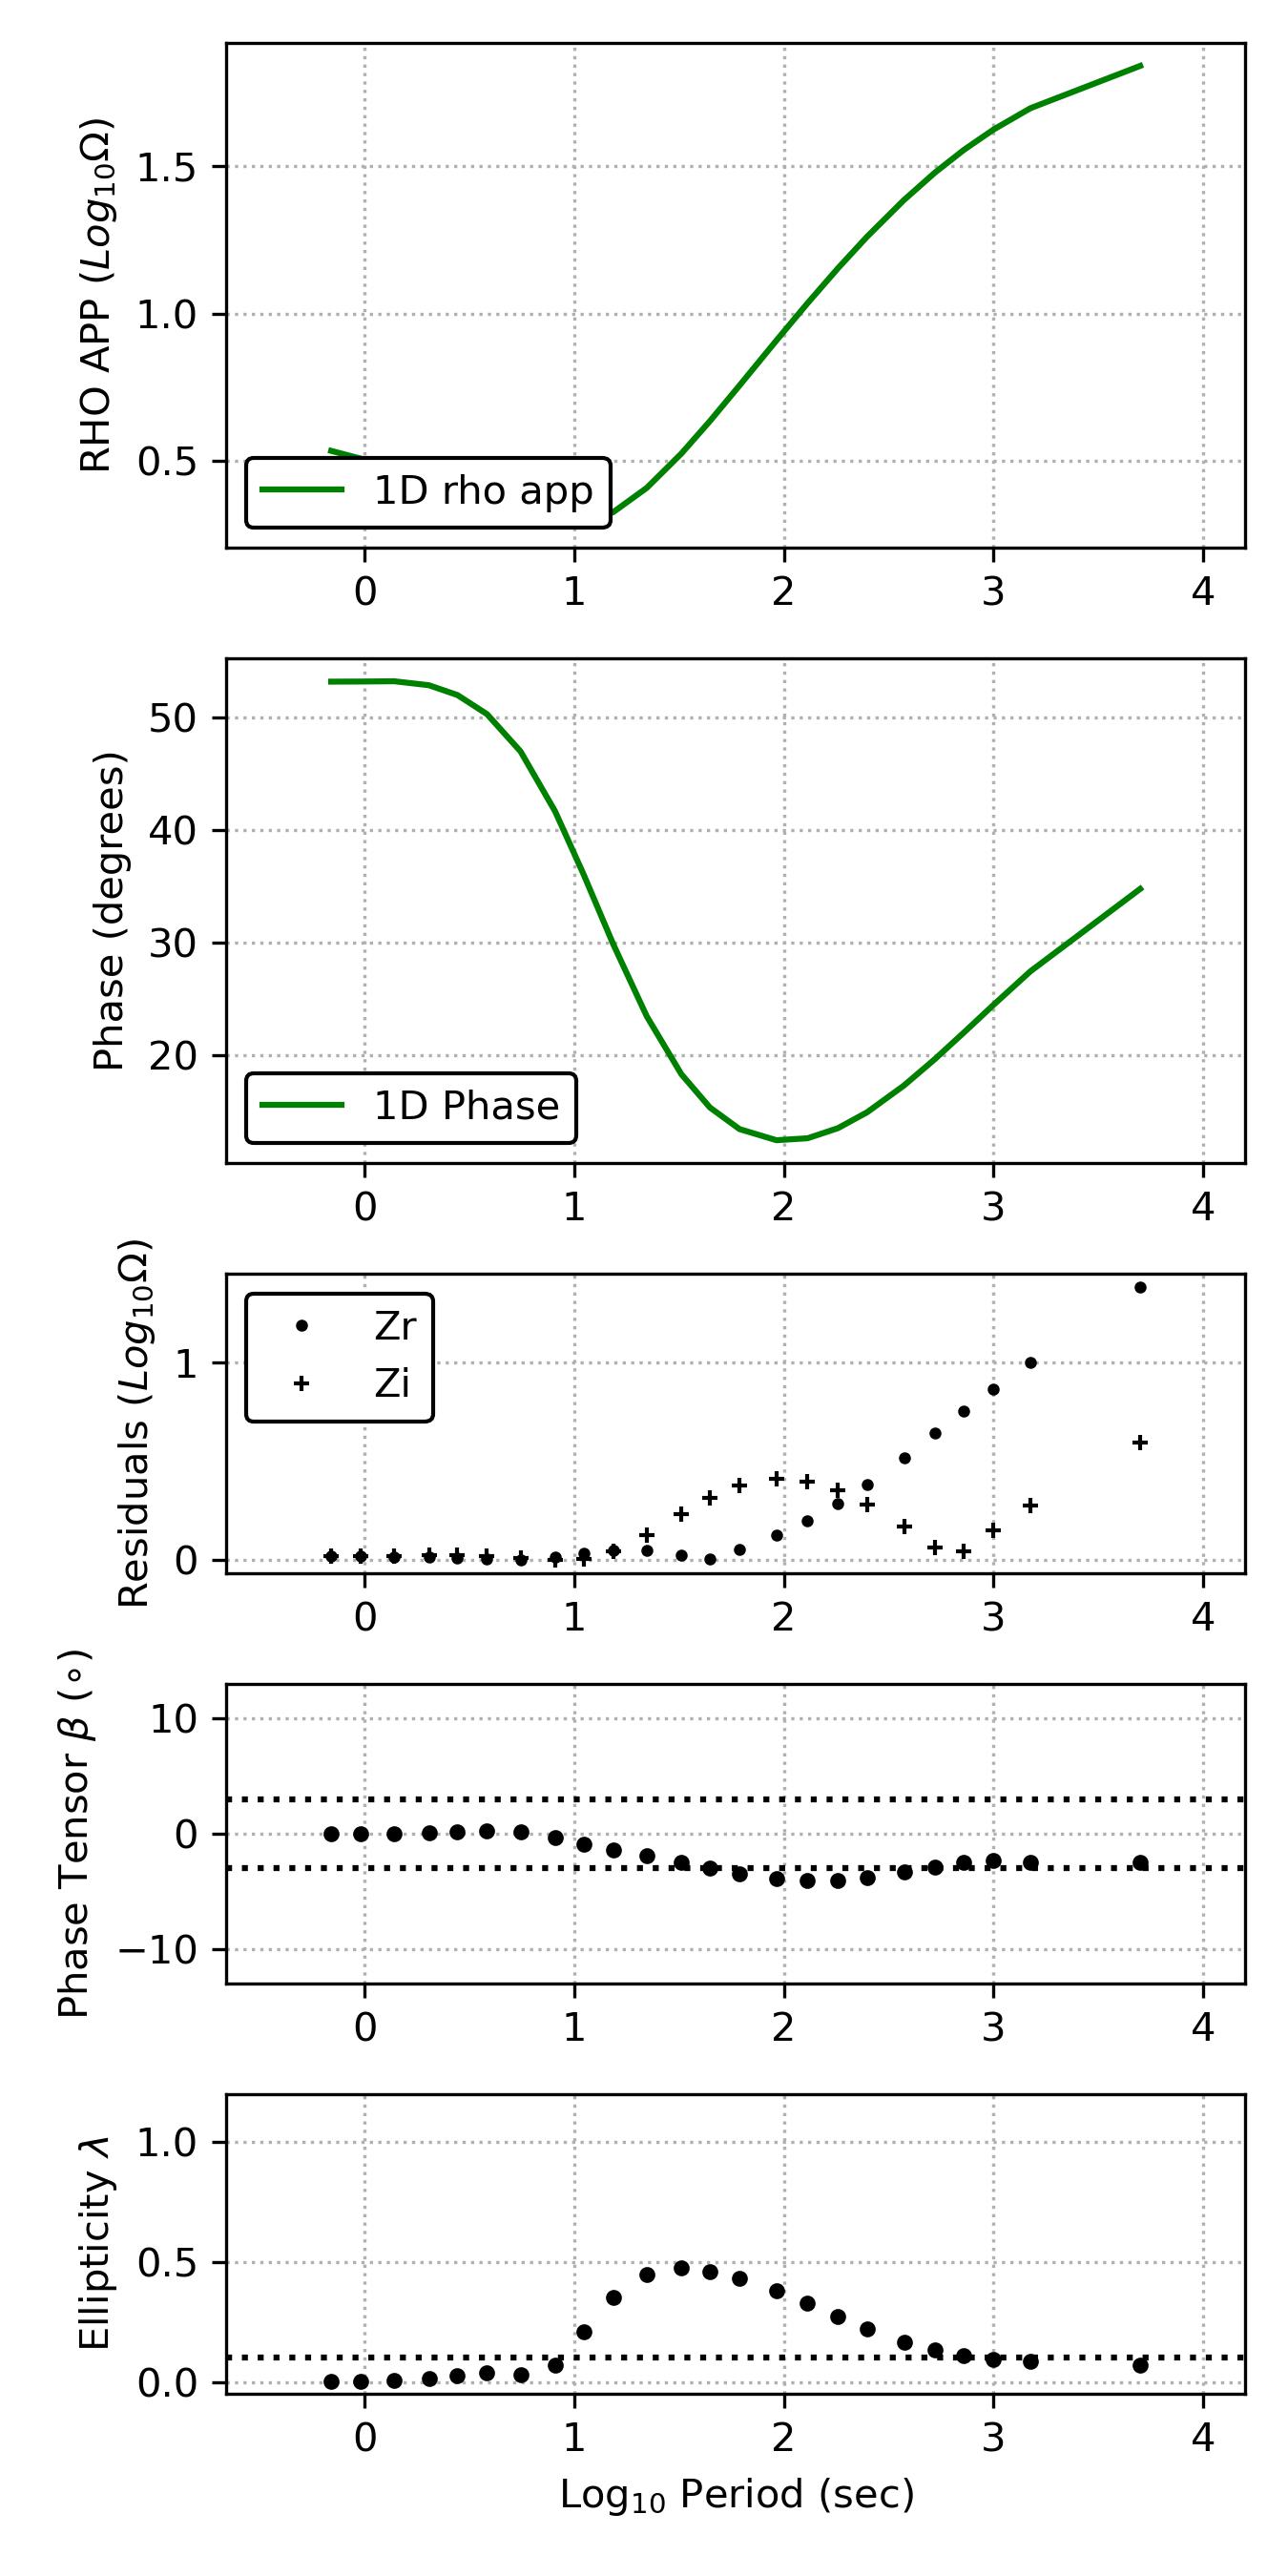 RHO APP (Log10Ω)
1.5
1.0
0.5
1D rho app
0 1 2 3 4
Phase (degrees)
50
40
30
20
1D Phase
0 1 2 3 4
Residuals (Log10Ω)
Zr
1
Zi
0
0 1 2 3 4
Phase Tensor β (∘)
10
0
−10
0 1 2 3 4
Ellipticity λ
1.0
0.5
0.0
0 1 2 3 4
Log10 Period (sec)